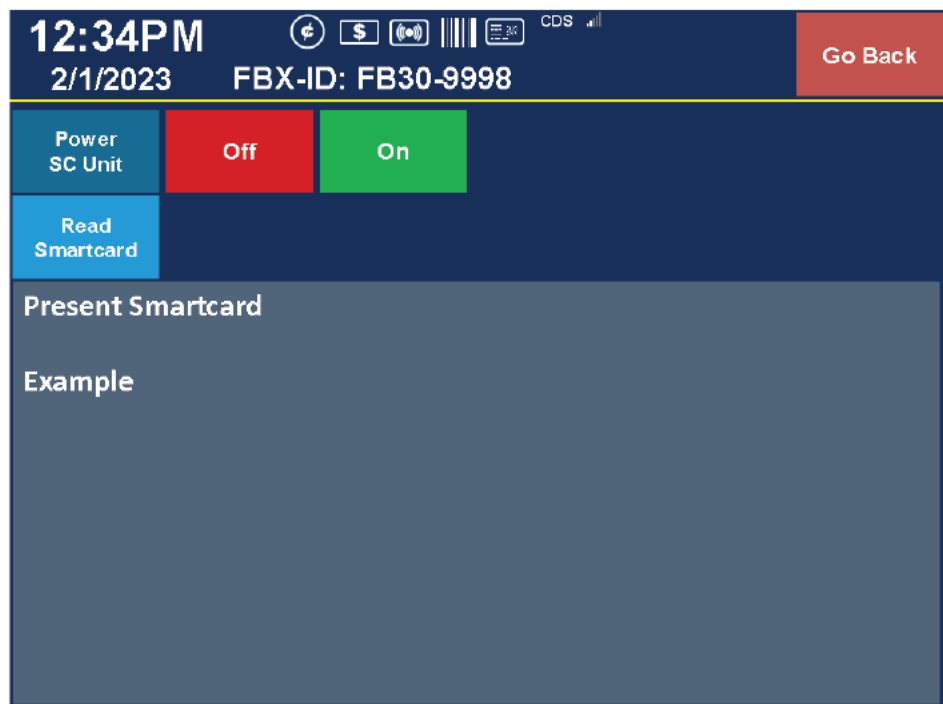 12:34PM
CDS
Go Back
2/1/2023 FBX-ID: FB30-9998
Power
SC Unit
Off
On
Read
Smartcard
Present Smartcard
Example